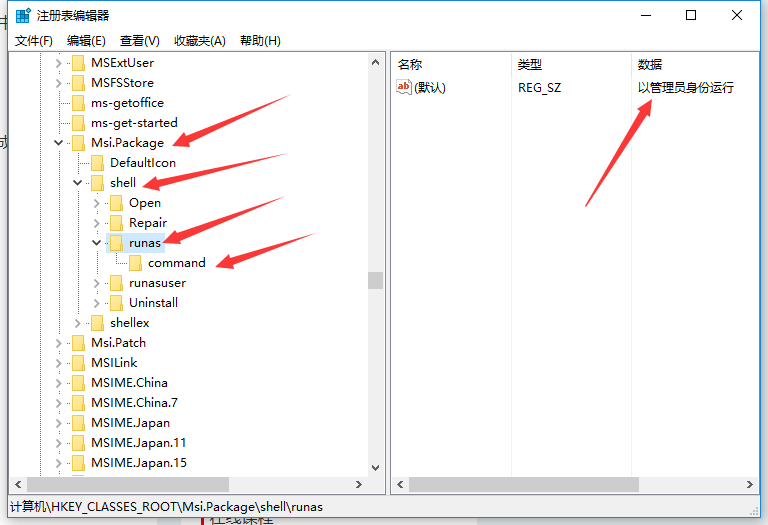 注册表编辑器
文件(F) 编辑(E) 查看(V) 收藏夹(A) 帮助(H)
MSExtUser
MSFSStore
ms-getoffice
ms-get-started
Msi.Package
DefaultIcon
shell
Open
Repair
runas
command
runasuser
Uninstall
shellex
Msi.Patch
MSILink
MSIME.China
MSIME.China.7
MSIME.Japan
MSIME.Japan.11
MSIME.Japan.15
名称 类型 数据
ab (默认) REG_SZ 以管理员身份运行
计算机\HKEY_CLASSES_ROOT\Msi.Package\shell\runas
在线课程